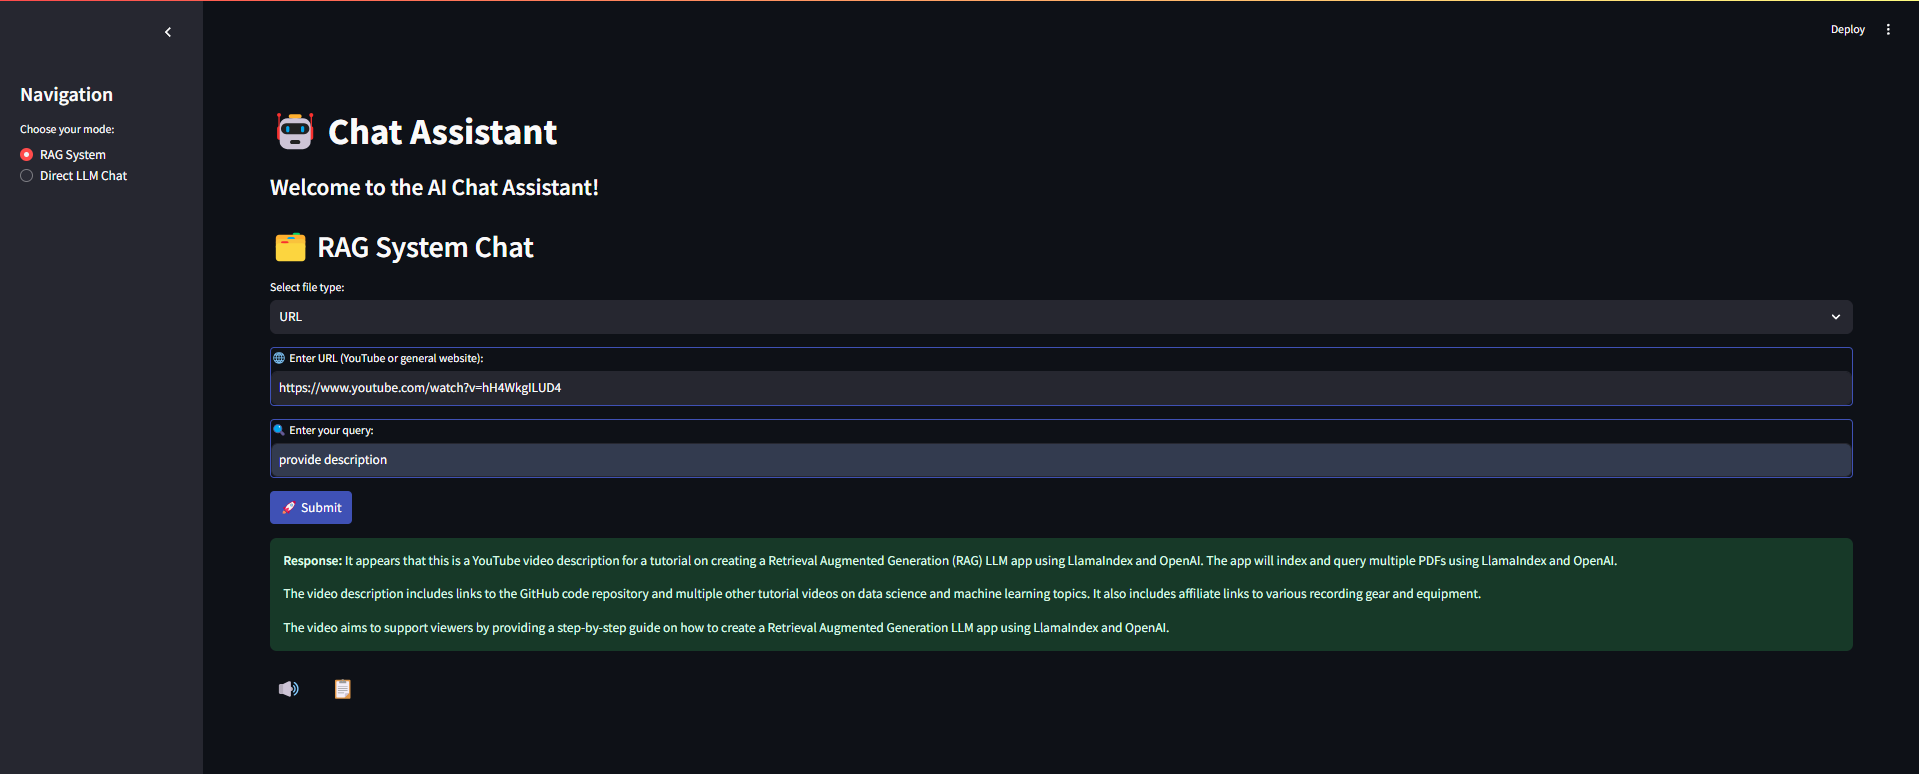 Deploy
Navigation
Choose your mode:
RAG System
Direct LLM Chat
Chat Assistant
Welcome to the AI Chat Assistant!
RAG System Chat
Select file type:
URL
Enter URL (YouTube or general website):
https://www.youtube.com/watch?v=hH4WkgILUD4
Enter your query:
provide description
Submit
Response: It appears that this is a YouTube video description for a tutorial on creating a Retrieval Augmented Generation (RAG) LLM app using LlamaIndex and OpenAI. The app will index and query multiple PDFs using LlamaIndex and OpenAI.
The video description includes links to the GitHub code repository and multiple other tutorial videos on data science and machine learning topics. It also includes affiliate links to various recording gear and equipment.
The video aims to support viewers by providing a step-by-step guide on how to create a Retrieval Augmented Generation LLM app using LlamaIndex and OpenAI.